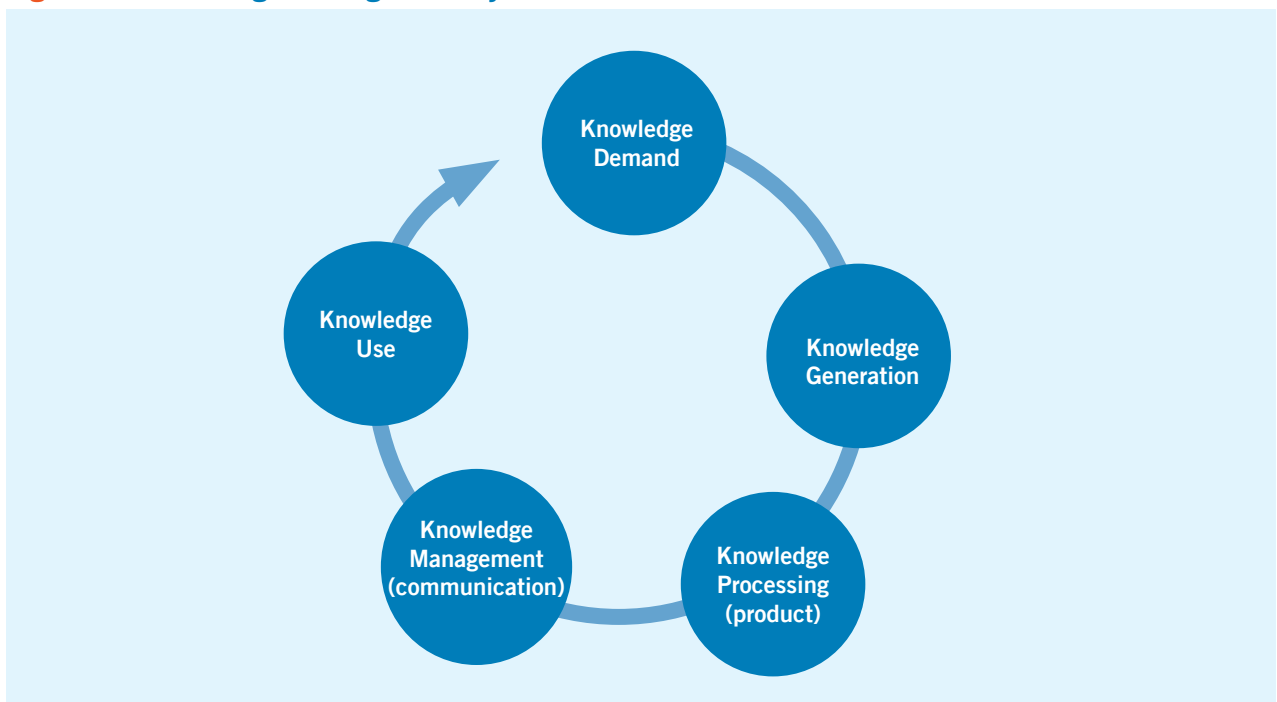 Knowledge
Demand
Knowledge
Generation
Knowledge
Processing
(product)
Knowledge
Management
(communication)
Knowledge
Use